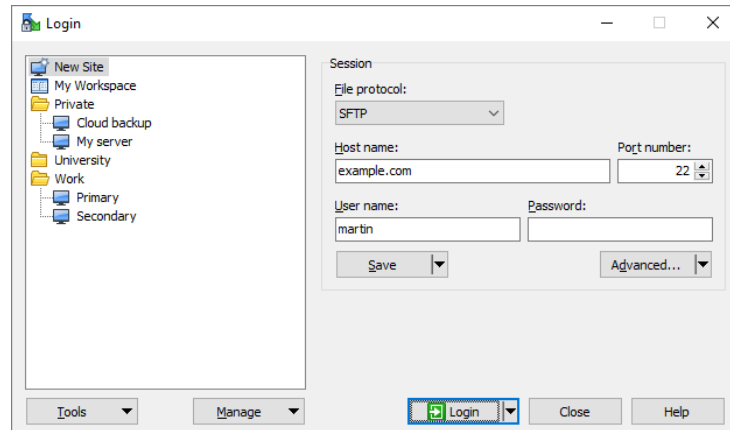 Login
New Site
My Workspace
Private
Cloud backup
My server
University
Work
Primary
Secondary
Session
File protocol:
SFTP
Host name:
Port number:
example.com
22
User name:
Password:
martin
Save
Advanced...
Tools
Manage
Login
Close
Help